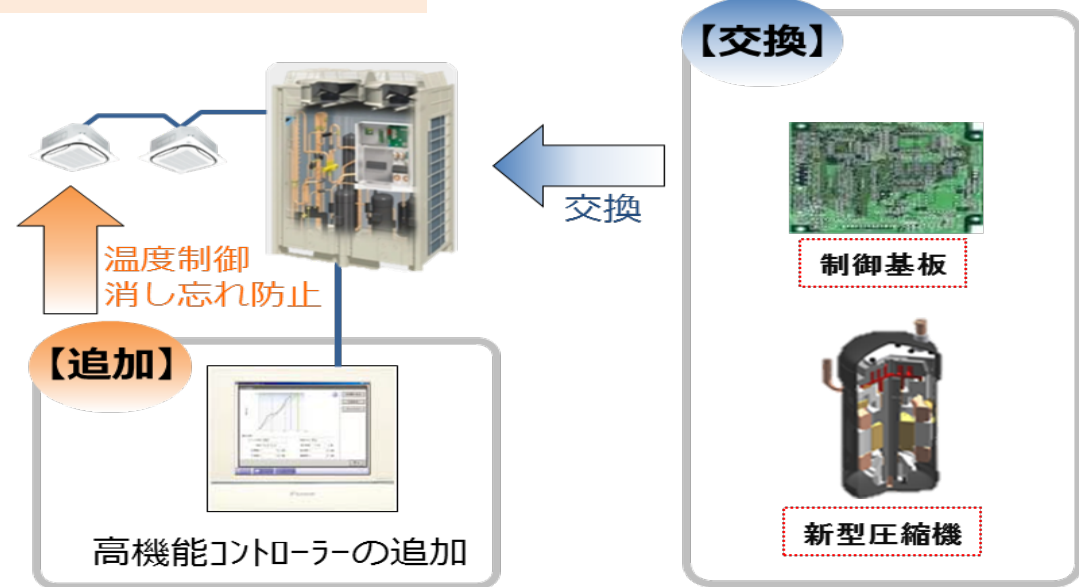 【交換】
交換
制御基板
温度制御
消し忘れ防止
【追加】
新型圧縮機
高機能コントローラーの追加